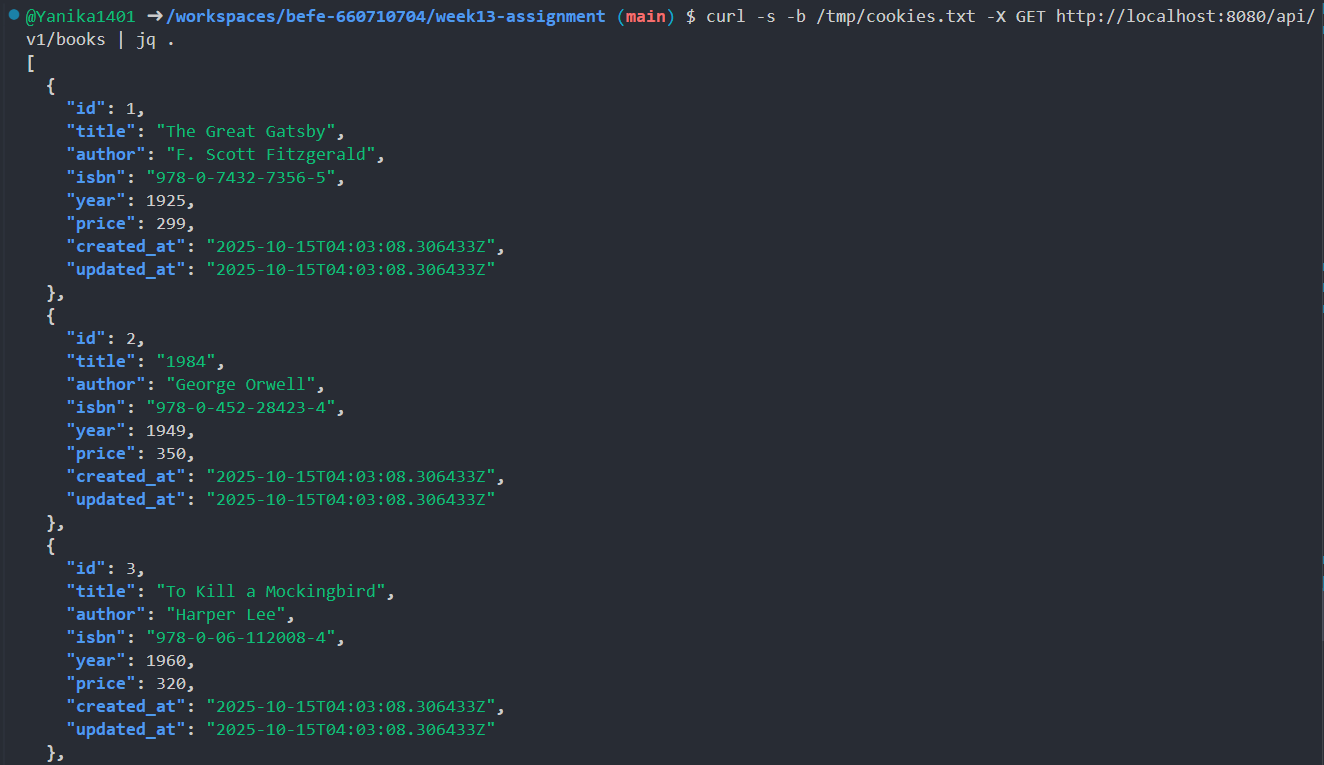 @Yanika1401 ➜/workspaces/befe-660710704/week13-assignment (main) $ curl -s -b /tmp/cookies.txt -X GET http://localhost:8080/api/
v1/books | jq .
[
  {
    "id": 1,
    "title": "The Great Gatsby",
    "author": "F. Scott Fitzgerald",
    "isbn": "978-0-7432-7356-5",
    "year": 1925,
    "price": 299,
    "created_at": "2025-10-15T04:03:08.306433Z",
    "updated_at": "2025-10-15T04:03:08.306433Z"
  },
  {
    "id": 2,
    "title": "1984",
    "author": "George Orwell",
    "isbn": "978-0-452-28423-4",
    "year": 1949,
    "price": 350,
    "created_at": "2025-10-15T04:03:08.306433Z",
    "updated_at": "2025-10-15T04:03:08.306433Z"
  },
  {
    "id": 3,
    "title": "To Kill a Mockingbird",
    "author": "Harper Lee",
    "isbn": "978-0-06-112008-4",
    "year": 1960,
    "price": 320,
    "created_at": "2025-10-15T04:03:08.306433Z",
    "updated_at": "2025-10-15T04:03:08.306433Z"
  },